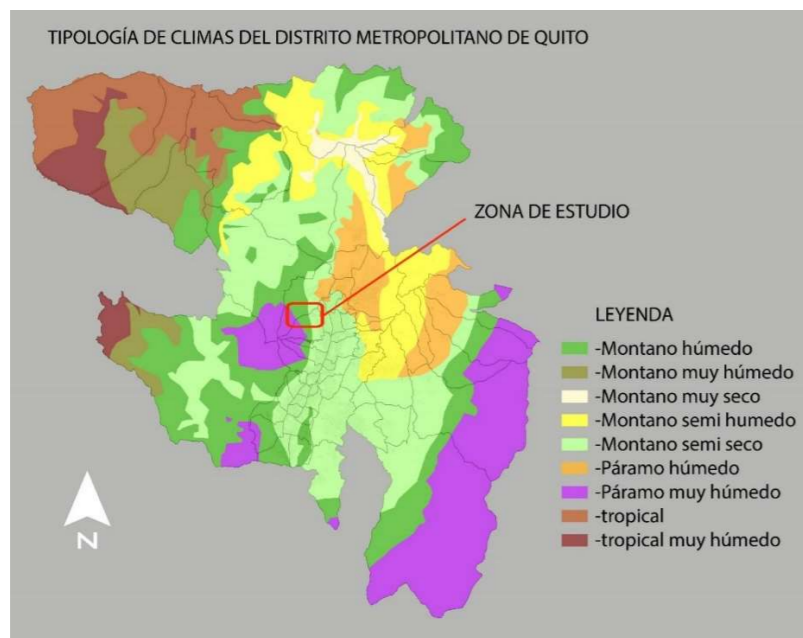 TIPOLOGÍA DE CLIMAS DEL DISTRITO METROPOLITANO DE QUITO
ZONA DE ESTUDIO
LEYENDA
-Montano húmedo
-Montano muy húmedo
-Montano muy seco
-Montano semi humedo
-Montano semi seco
-Páramo húmedo
-Páramo muy húmedo
-tropical
-tropical muy húmedo
N